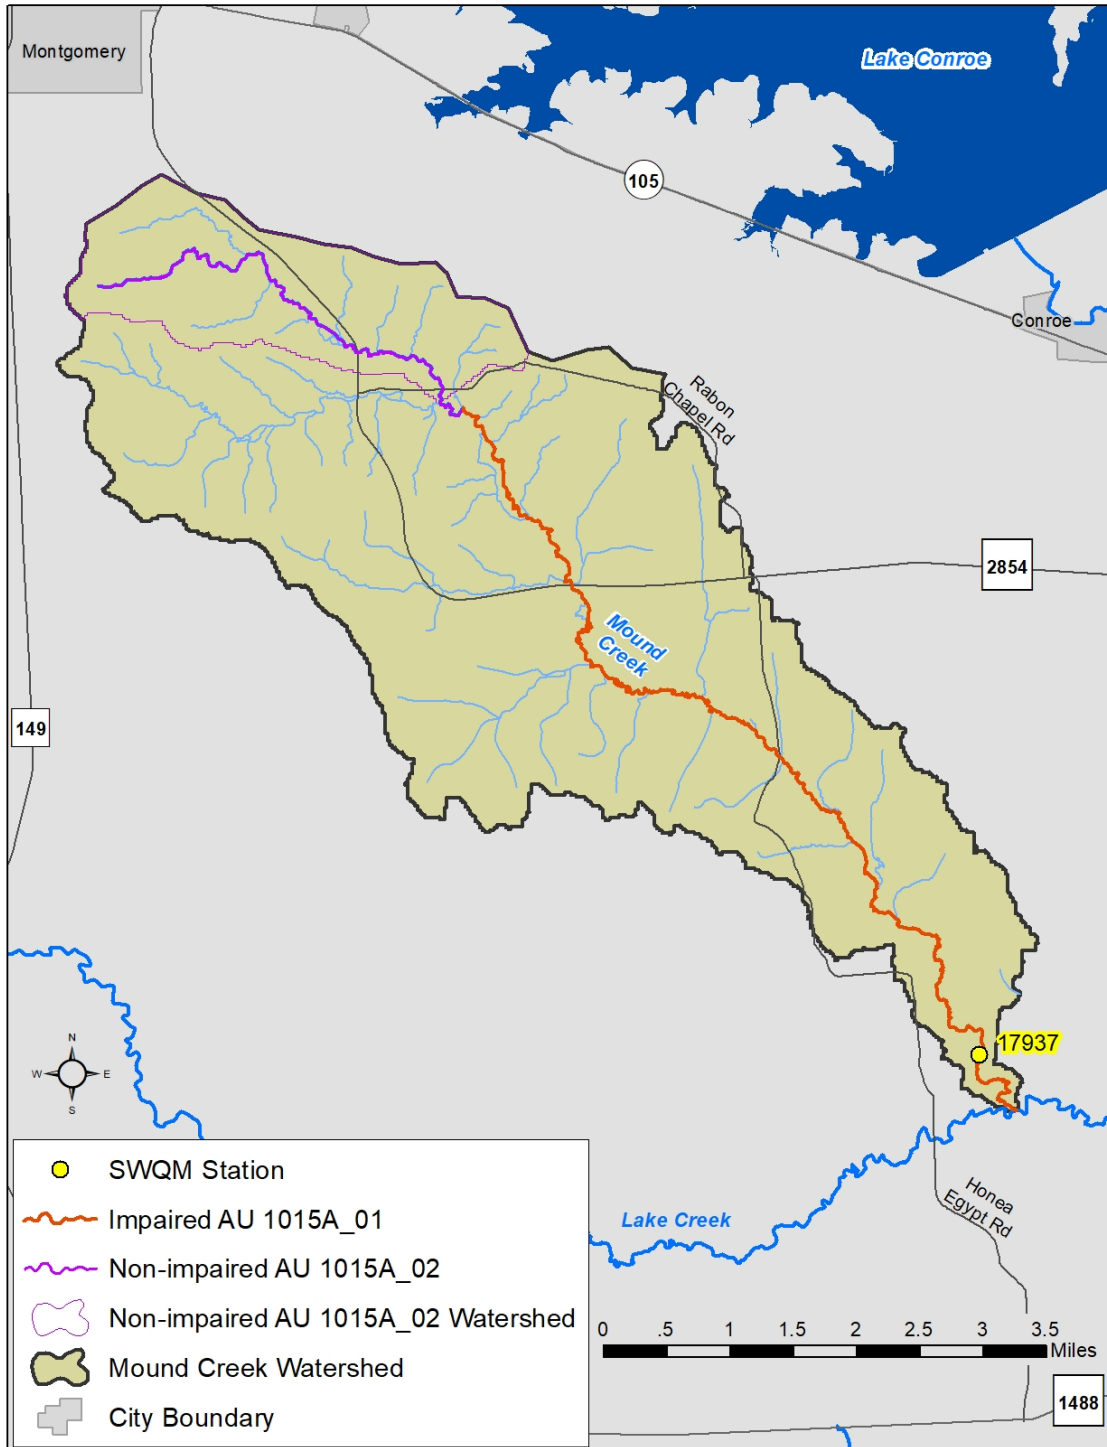 Montgomery
Lake Conroe
105
Conroe
Rabon
Chapel Rd
2854
Mound
Creek
149
17937
N
W E
S
Honea
Egypt Rd
Lake Creek
SWQM Station
Impaired AU 1015A_01
Non-impaired AU 1015A_02
Non-impaired AU 1015A_02 Watershed
Mound Creek Watershed
City Boundary
0 .5 1 1.5 2 2.5 3 3.5
Miles
1488